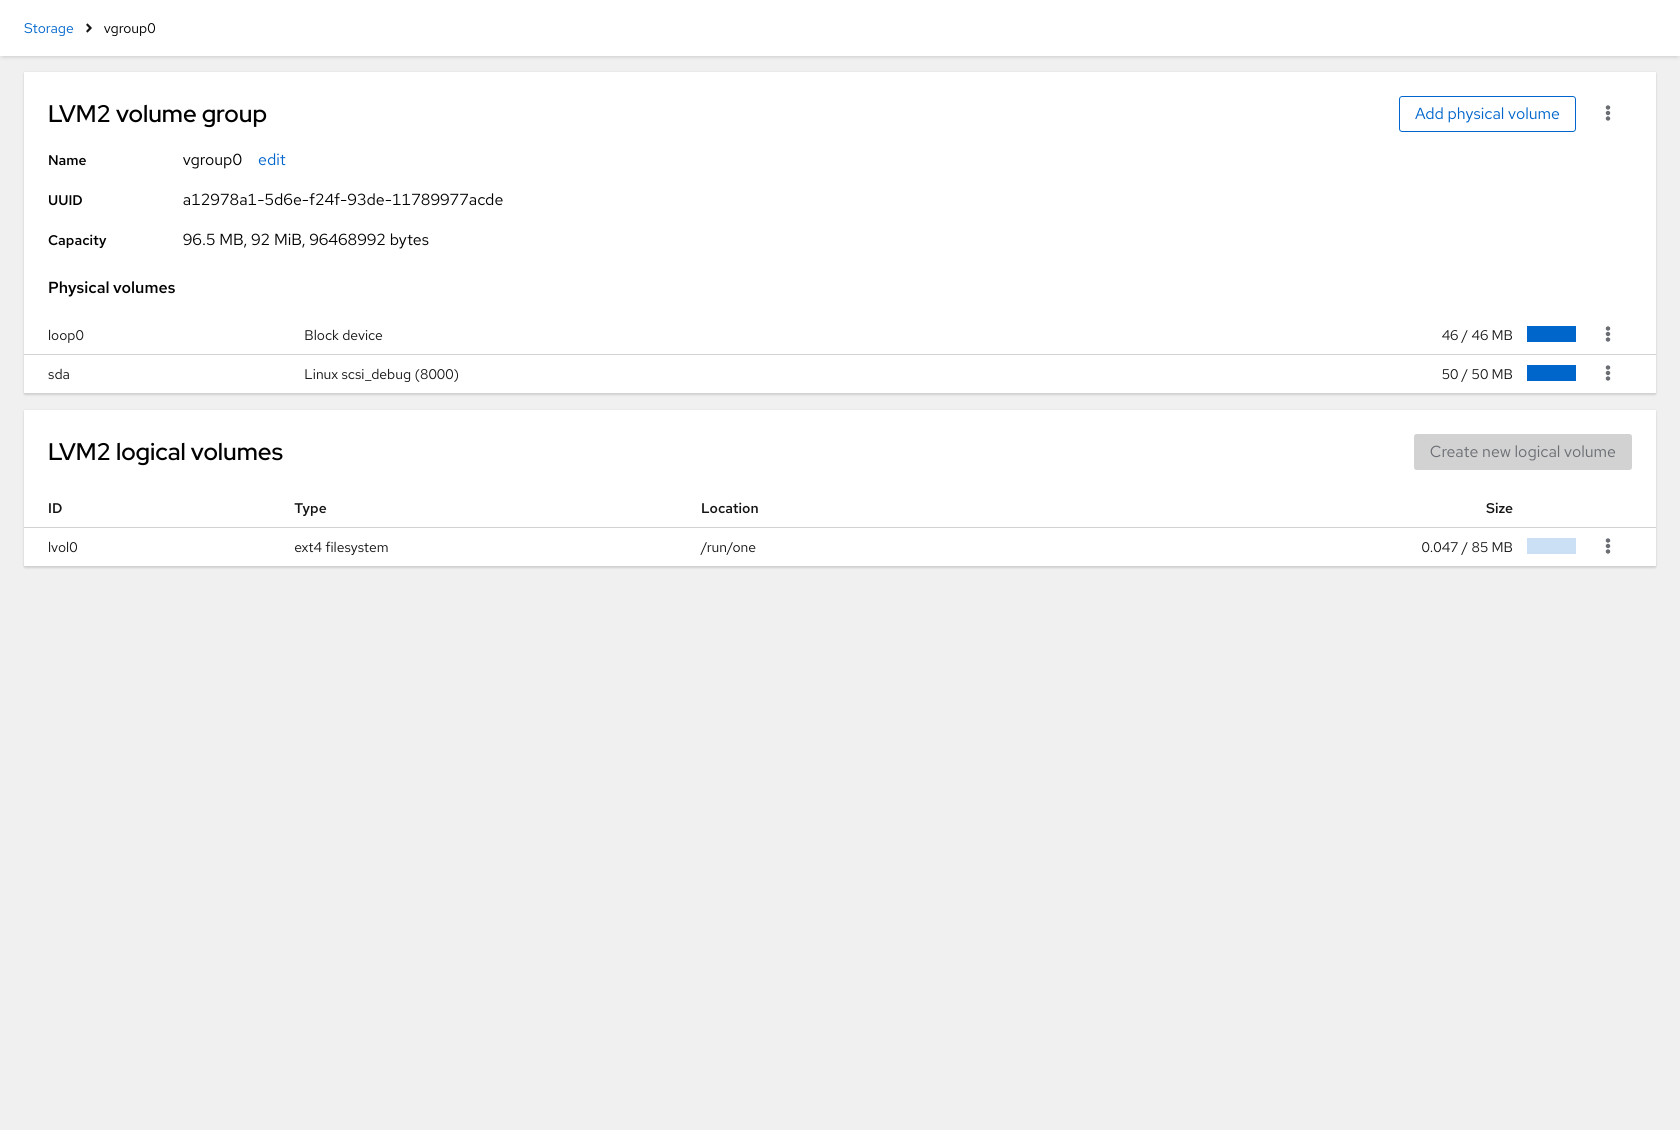 Storage vgroup0
LVM2 volume group Add physical volume
Name vgroup0 edit
UUID a12978a1-5d6e-f24f-93de-11789977acde
Capacity 96.5 MB, 92 MiB, 96468992 bytes
Physical volumes
loop0 Block device 46 / 46 MB
sda Linux scsi_debug (8000) 50 / 50 MB
LVM2 logical volumes Create new logical volume
ID Type Location Size
lvol0 ext4 filesystem /run/one 0.047 / 85 MB